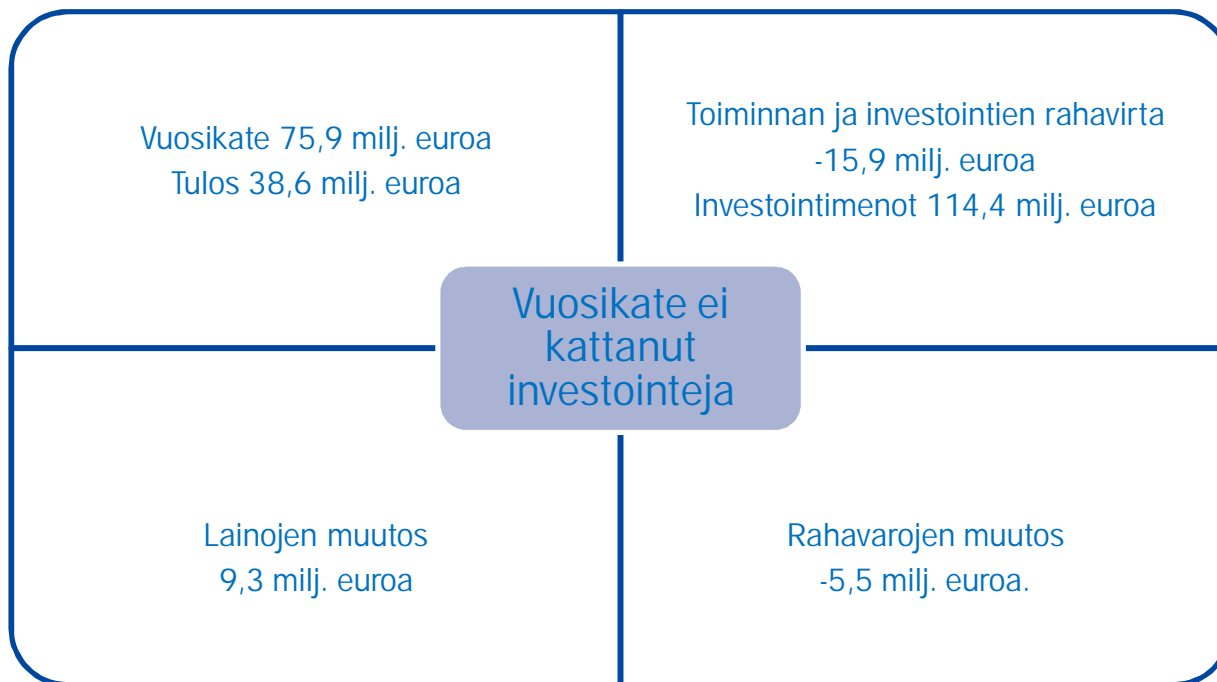 Vuosikate 75,9 milj. euroa
Tulos 38,6 milj. euroa
Toiminnan ja investointien rahavirta
-15,9 milj. euroa
Investointimenot 114,4 milj. euroa
Vuosikate ei
kattanut
investointeja
Lainojen muutos
9,3 milj. euroa
Rahavarojen muutos
-5,5 milj. euroa.